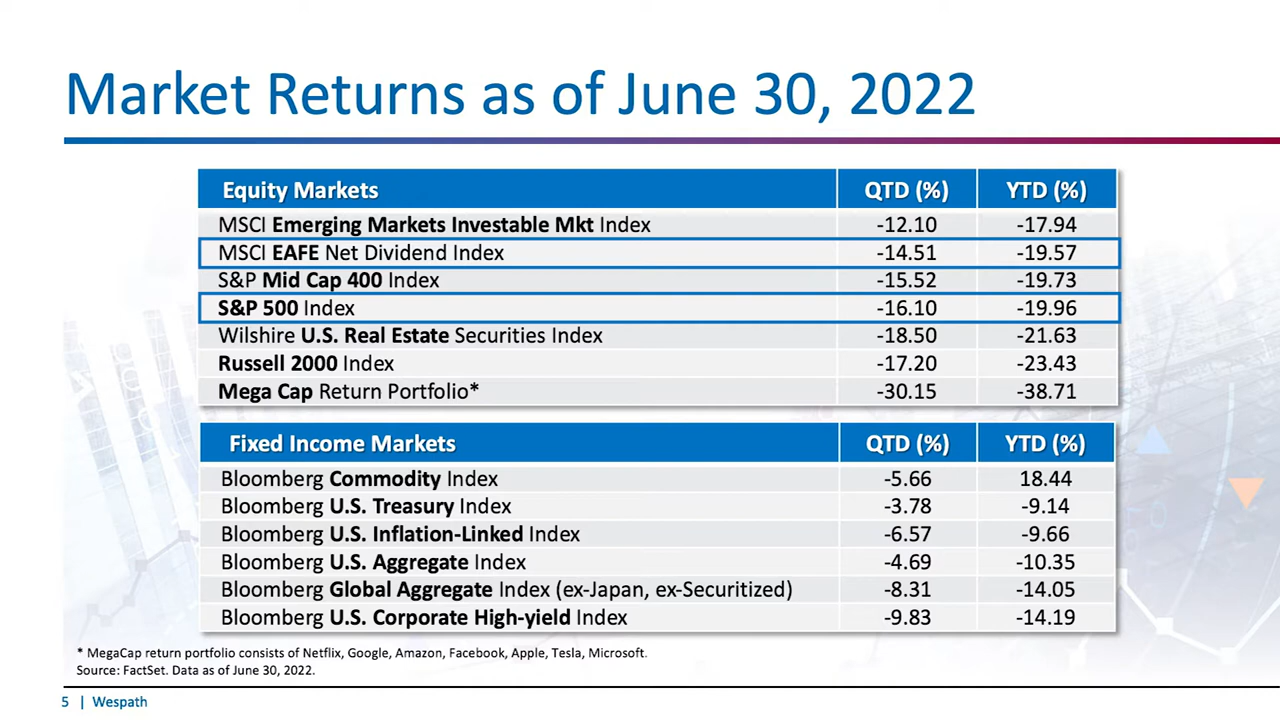 Market Returns as of June 30, 2022
Equity Markets QTD (%) YTD (%)
MSCI Emerging Markets Investable Mkt Index -12.10 -17.94
MSCI EAFE Net Dividend Index -14.51 -19.57
S&P Mid Cap 400 Index -15.52 -19.73
S&P 500 Index -16.10 -19.96
Wilshire U.S. Real Estate Securities Index -18.50 -21.63
Russell 2000 Index -17.20 -23.43
Mega Cap Return Portfolio* -30.15 -38.71
Fixed Income Markets QTD (%) YTD (%)
Bloomberg Commodity Index -5.66 18.44
Bloomberg U.S. Treasury Index -3.78 -9.14
Bloomberg U.S. Inflation-Linked Index -6.57 -9.66
Bloomberg U.S. Aggregate Index -4.69 -10.35
Bloomberg Global Aggregate Index (ex-Japan, ex-Securitized) -8.31 -14.05
Bloomberg U.S. Corporate High-yield Index -9.83 -14.19
* MegaCap return portfolio consists of Netflix, Google, Amazon, Facebook, Apple, Tesla, Microsoft.
Source: FactSet. Data as of June 30, 2022.
5 | Wespath